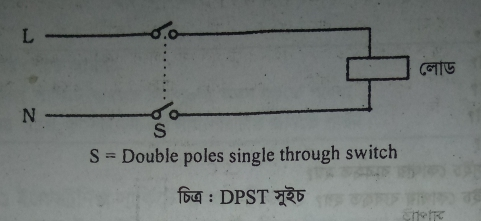 L
লোড
N
S
S = Double poles single through switch
চিত্র : DPST সুইচ